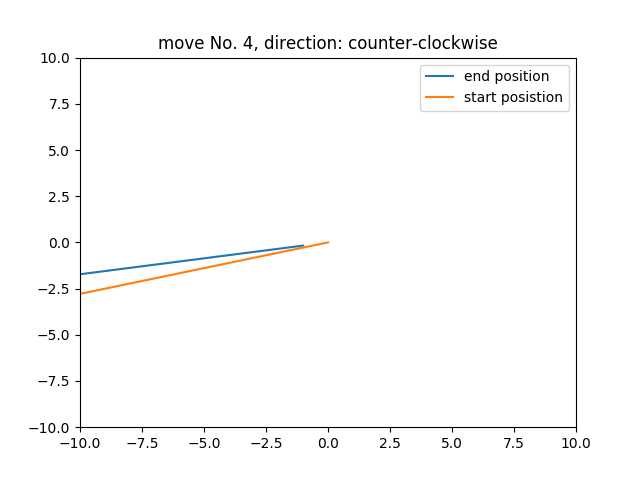 move No. 4, direction: counter-clockwise
end position
start posistion
10.0
7.5
5.0
2.5
0.0
−2.5
−5.0
−7.5
−10.0
−10.0 −7.5 −5.0 −2.5 0.0 2.5 5.0 7.5 10.0